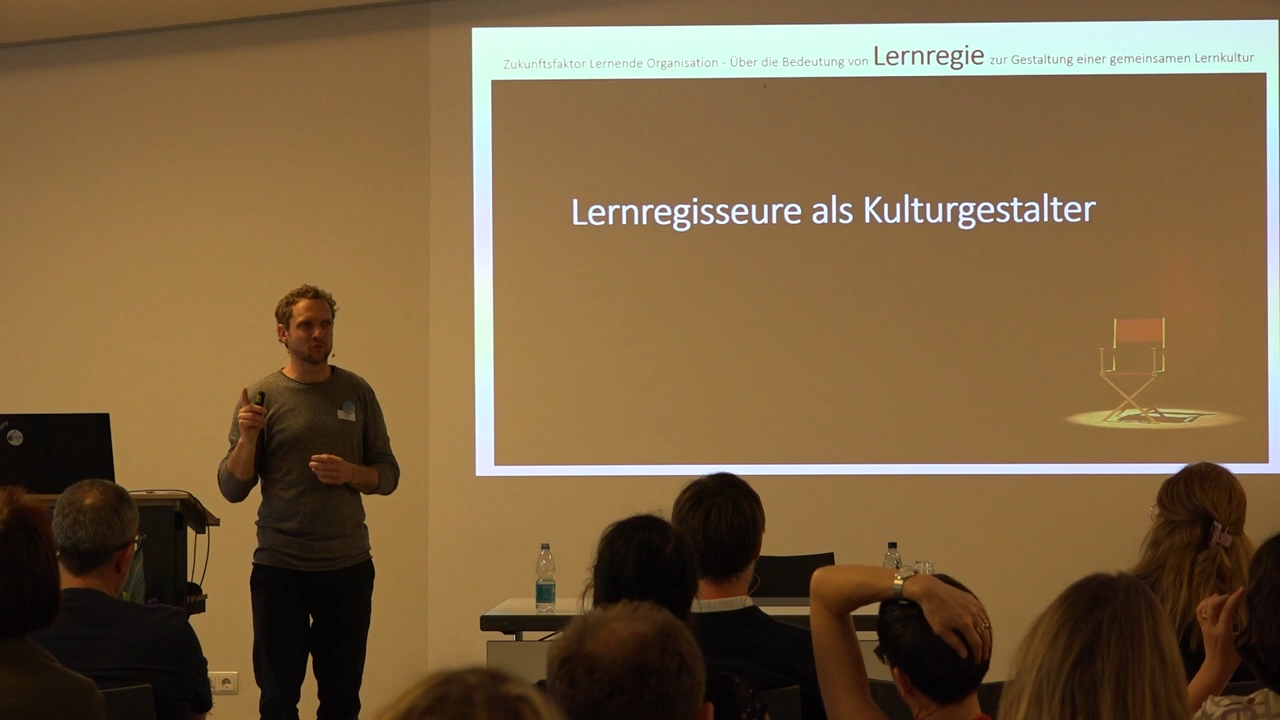 Zukunftsfaktor Lernende Organisation - Über die Bedeutung von Lernregie zur Gestaltung einer gemeinsamen Lernkultur
Lernregisseure als Kulturgestalter